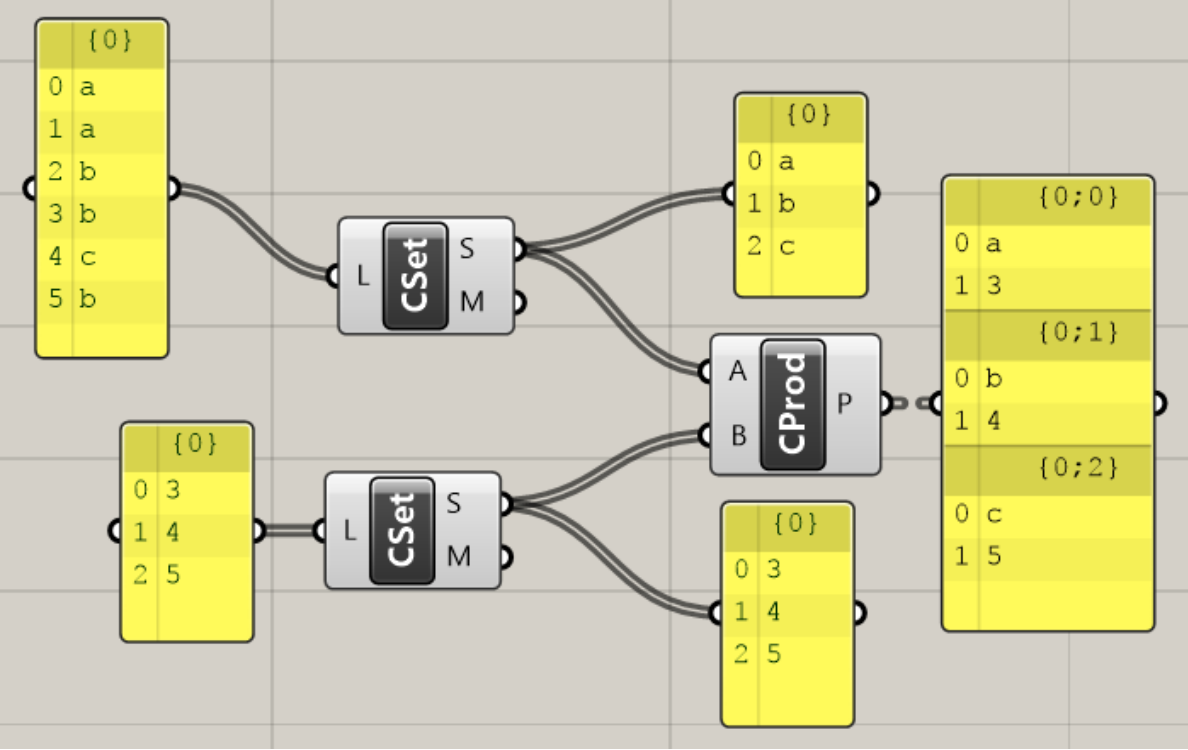 {0}
0 a
1 a
2 b
3 b
4 c
5 b
L
CSet
S
M
{0}
0 a
1 b
2 c
A
B
CProd
P
{0;0}
0 a
1 3
{0;1}
0 b
1 4
{0;2}
0 c
1 5
{0}
0 3
1 4
2 5
L
CSet
S
M
{0}
0 3
1 4
2 5